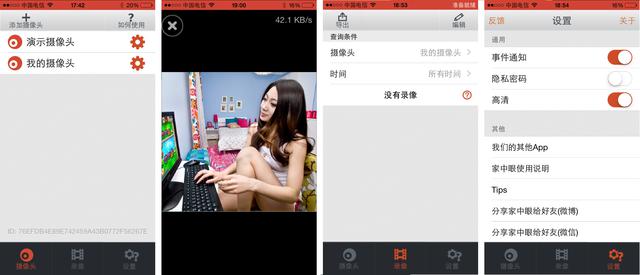 中国电信 17:42
添加摄像头 如何使用
演示摄像头
我的摄像头
摄像头 录像 设置
中国电信 19:00
42.1 KB/s
中国电信 18:53 准备就绪
导出 编辑
查询条件
摄像头 我的摄像头
时间 所有时间
没有录像
摄像头 录像 设置
中国电信 18:54 16%
反馈 设置 关于
通用
事件通知
隐私密码
高清
其他
我们的其他App
家中眼使用说明
Tips
分享家中眼给好友(微博)
分享家中眼给好友(微信)
摄像头 录像 设置